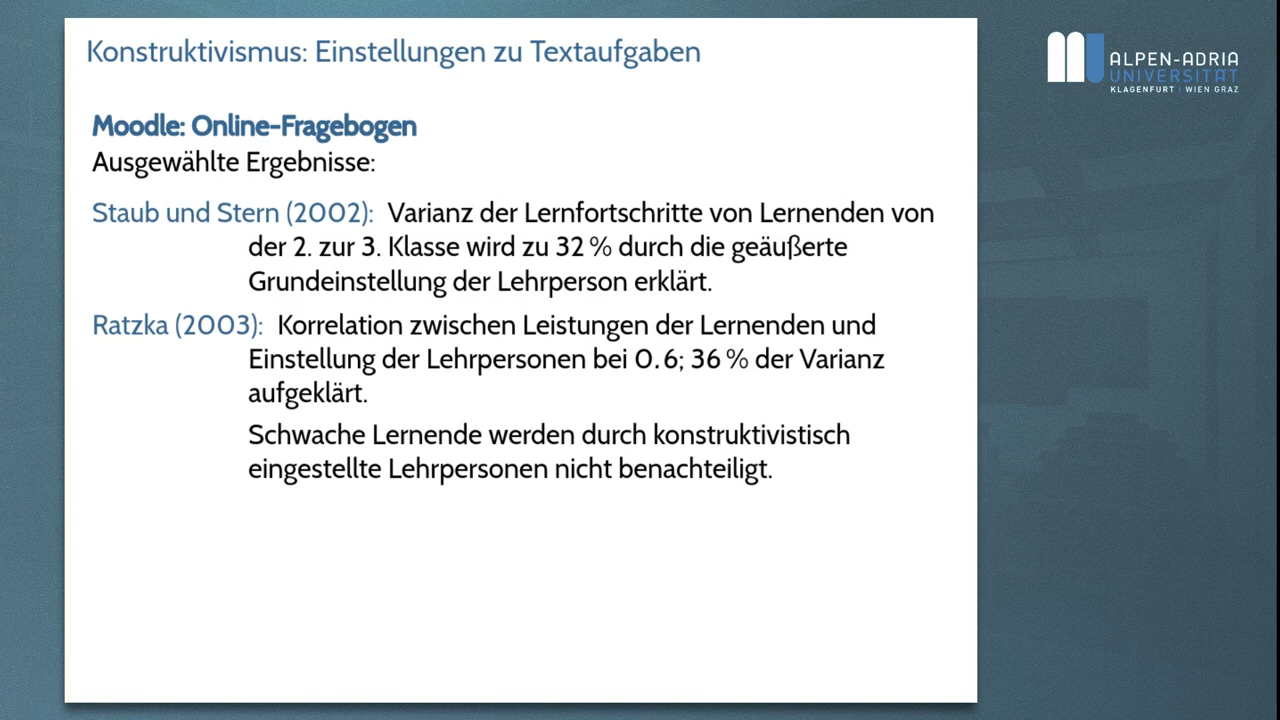 Konstruktivismus: Einstellungen zu Textaufgaben
Moodle: Online-Fragebogen
Ausgewählte Ergebnisse:
Staub und Stern (2002): Varianz der Lernfortschritte von Lernenden von
der 2. zur 3. Klasse wird zu 32 % durch die geäußerte
Grundeinstellung der Lehrperson erklärt.
Ratzka (2003): Korrelation zwischen Leistungen der Lernenden und
Einstellung der Lehrpersonen bei 0.6; 36 % der Varianz
aufgeklärt.
Schwache Lernende werden durch konstruktivistisch
eingestellte Lehrpersonen nicht benachteiligt.
ALPEN-ADRIA
UNIVERSITÄT
KLAGENFURT | WIEN GRAZ